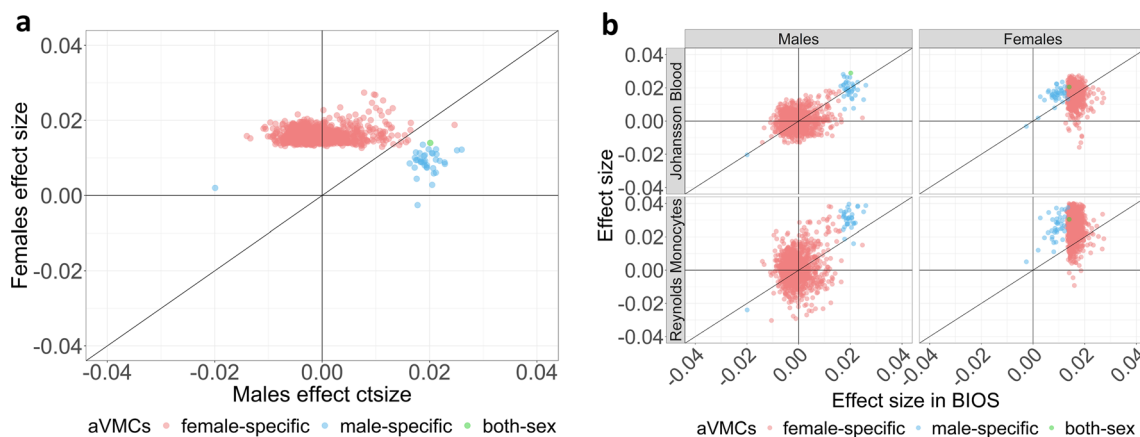 a
0.04
0.02
0.00
-0.02
-0.04
Females effect size
-0.04 -0.02 0.00 0.02 0.04
Males effect ctsize
aVMCs female-specific male-specific both-sex
b
Males Females
Johansson Blood
0.04
0.02
0.00
-0.02
-0.04
Effect size
Reynolds Monocytes
0.04
0.02
0.00
-0.02
-0.04
-0.04 -0.02 0.00 0.02 0.04 -0.04 -0.02 0.00 0.02 0.04
Effect size in BIOS
aVMCs female-specific male-specific both-sex